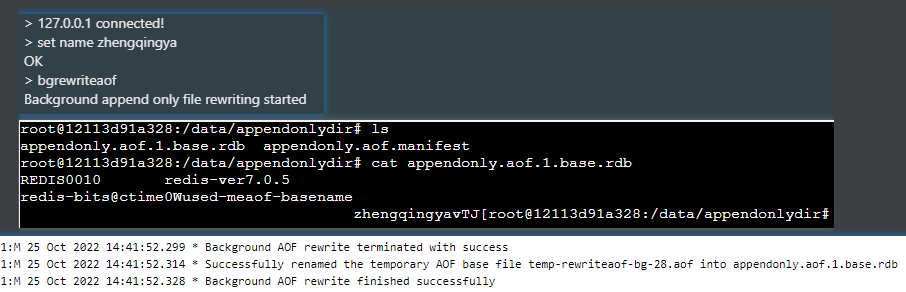 > 127.0.0.1 connected!
> set name zhengqingya
OK
> bgrewriteaof
Background append only file rewriting started
root@12113d91a328:/data/appendonlydir# ls
appendonly.aof.1.base.rdb  appendonly.aof.manifest
root@12113d91a328:/data/appendonlydir# cat appendonly.aof.1.base.rdb
REDIS0010       redis-ver7.0.5
redis-bits@ctime0Wused-meaof-basename
zhengqingyavTJ[root@12113d91a328:/data/appendonlydir#
1:M 25 Oct 2022 14:41:52.299 * Background AOF rewrite terminated with success
1:M 25 Oct 2022 14:41:52.314 * Successfully renamed the temporary AOF base file temp-rewriteaof-bg-28.aof into appendonly.aof.1.base.rdb
1:M 25 Oct 2022 14:41:52.328 * Background AOF rewrite finished successfully